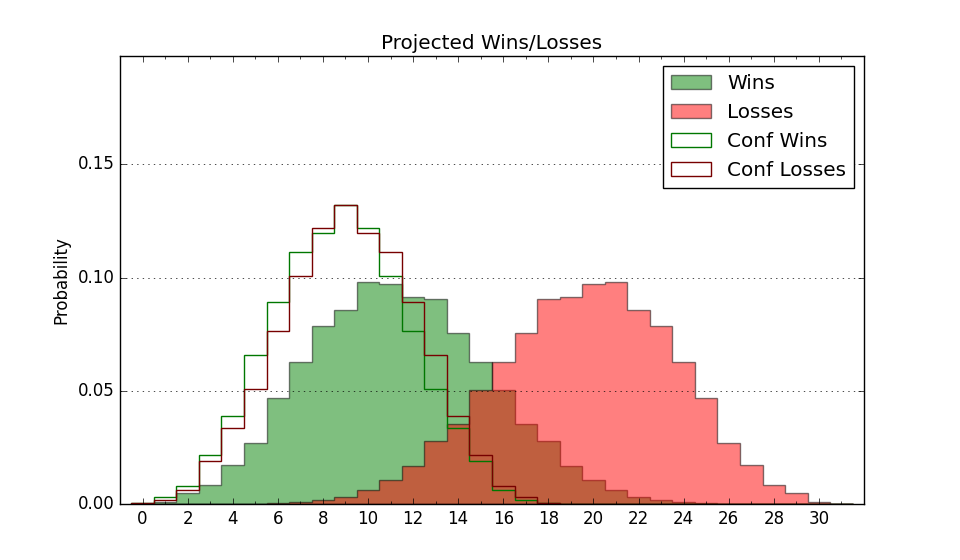 Projected Wins/Losses
Wins
Losses
Conf Wins
Conf Losses
Probability
0.15
0.10
0.05
0.00
0 2 4 6 8 10 12 14 16 18 20 22 24 26 28 30